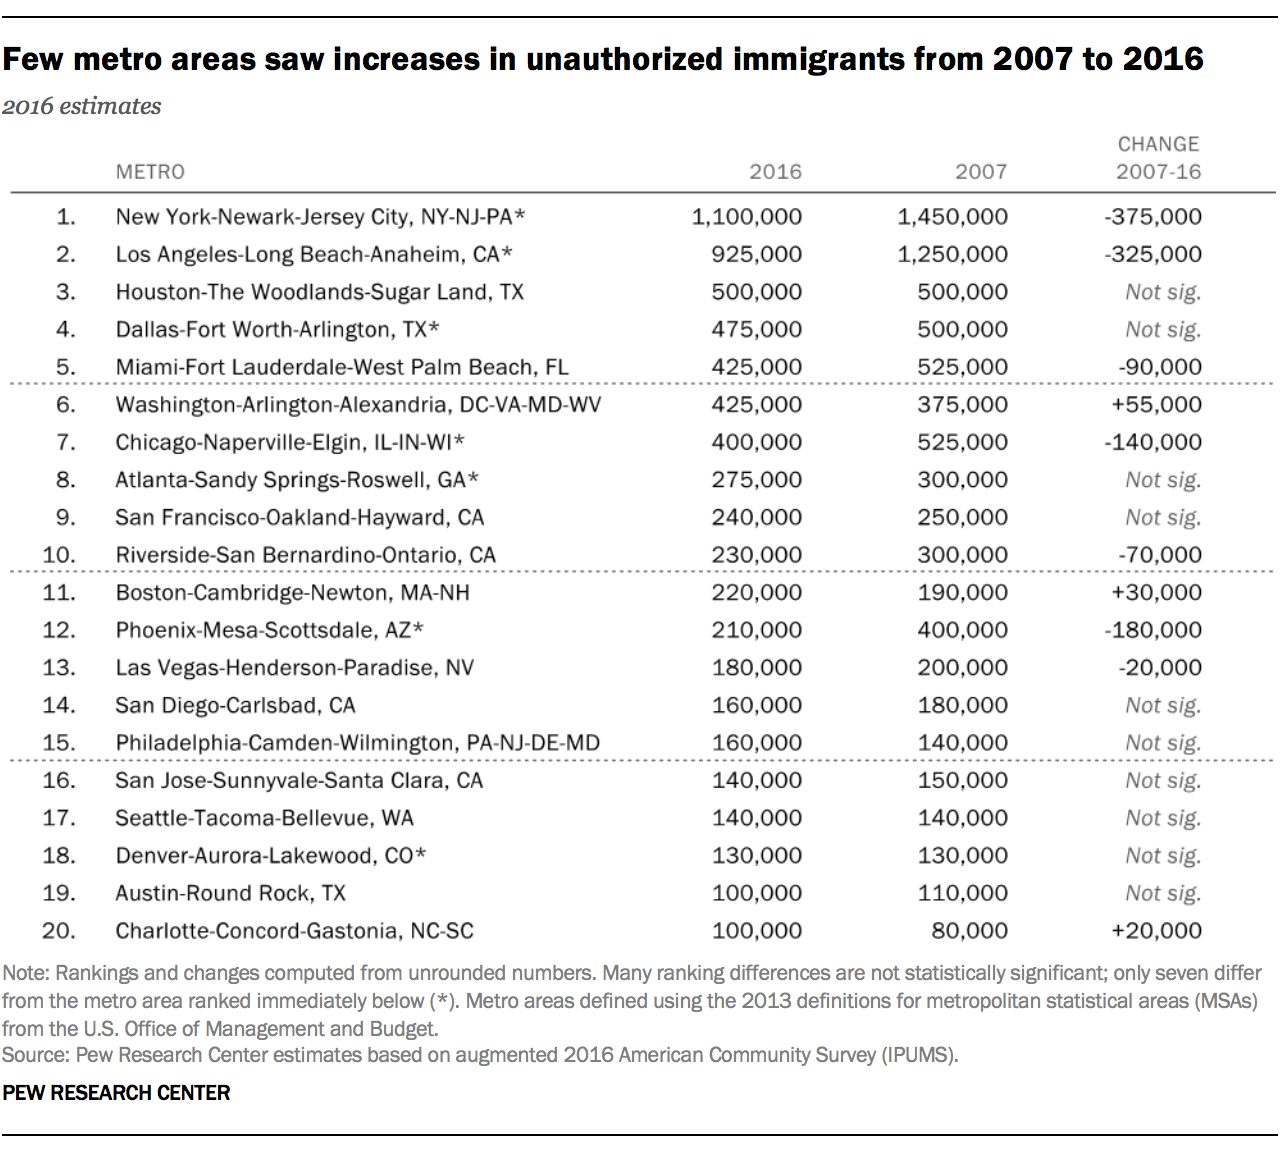 Few metro areas saw increases in unauthorized immigrants from 2007 to 2016
2016 estimates
CHANGE
METRO 2016 2007 2007-16
1. New York-Newark-Jersey City, NY-NJ-PA* 1,100,000 1,450,000 -375,000
2. Los Angeles-Long Beach-Anaheim, CA* 925,000 1,250,000 -325,000
3. Houston-The Woodlands-Sugar Land, TX 500,000 500,000 Not sig.
4. Dallas-Fort Worth-Arlington, TX* 475,000 500,000 Not sig.
5. Miami-Fort Lauderdale-West Palm Beach, FL 425,000 525,000 -90,000
6. Washington-Arlington-Alexandria, DC-VA-MD-WV 425,000 375,000 +55,000
7. Chicago-Naperville-Elgin, IL-IN-WI* 400,000 525,000 -140,000
8. Atlanta-Sandy Springs-Roswell, GA* 275,000 300,000 Not sig.
9. San Francisco-Oakland-Hayward, CA 240,000 250,000 Not sig.
10. Riverside-San Bernardino-Ontario, CA 230,000 300,000 -70,000
11. Boston-Cambridge-Newton, MA-NH 220,000 190,000 +30,000
12. Phoenix-Mesa-Scottsdale, AZ* 210,000 400,000 -180,000
13. Las Vegas-Henderson-Paradise, NV 180,000 200,000 -20,000
14. San Diego-Carlsbad, CA 160,000 180,000 Not sig.
15. Philadelphia-Camden-Wilmington, PA-NJ-DE-MD 160,000 140,000 Not sig.
16. San Jose-Sunnyvale-Santa Clara, CA 140,000 150,000 Not sig.
17. Seattle-Tacoma-Bellevue, WA 140,000 140,000 Not sig.
18. Denver-Aurora-Lakewood, CO* 130,000 130,000 Not sig.
19. Austin-Round Rock, TX 100,000 110,000 Not sig.
20. Charlotte-Concord-Gastonia, NC-SC 100,000 80,000 +20,000
Note: Rankings and changes computed from unrounded numbers. Many ranking differences are not statistically significant; only seven differ
from the metro area ranked immediately below (*). Metro areas defined using the 2013 definitions for metropolitan statistical areas (MSAs)
from the U.S. Office of Management and Budget.
Source: Pew Research Center estimates based on augmented 2016 American Community Survey (IPUMS).
PEW RESEARCH CENTER